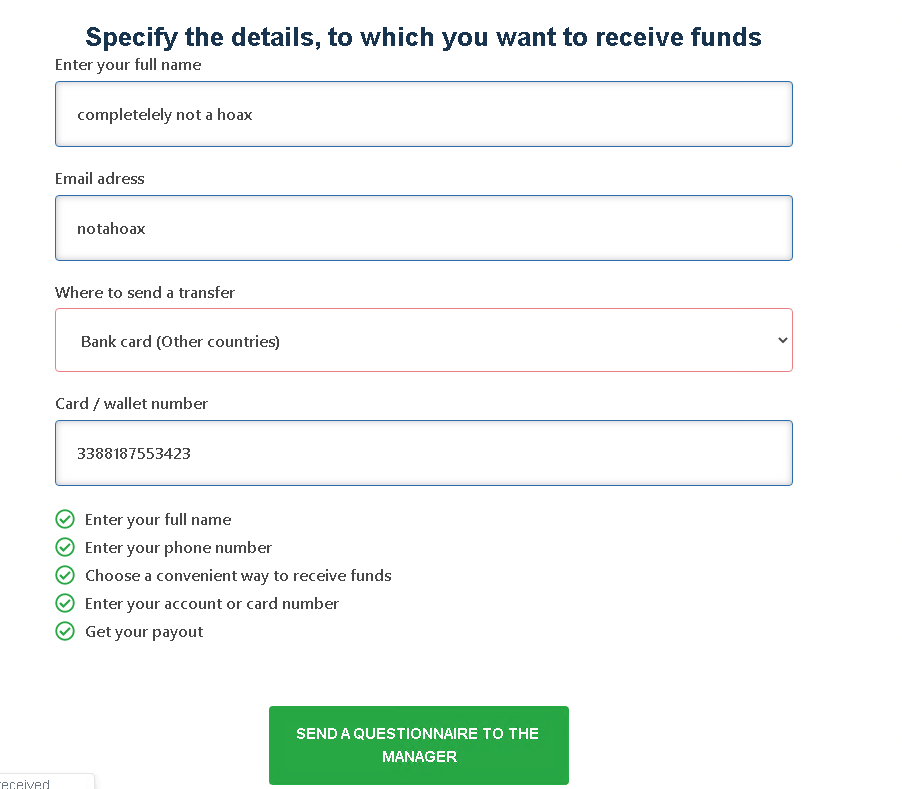 Specify the details, to which you want to receive funds
Enter your full name
completelely not a hoax
Email adress
notahoax
Where to send a transfer
Bank card (Other countries)
Card / wallet number
3388187553423
Enter your full name
Enter your phone number
Choose a convenient way to receive funds
Enter your account or card number
Get your payout
SEND A QUESTIONNAIRE TO THE
MANAGER
received